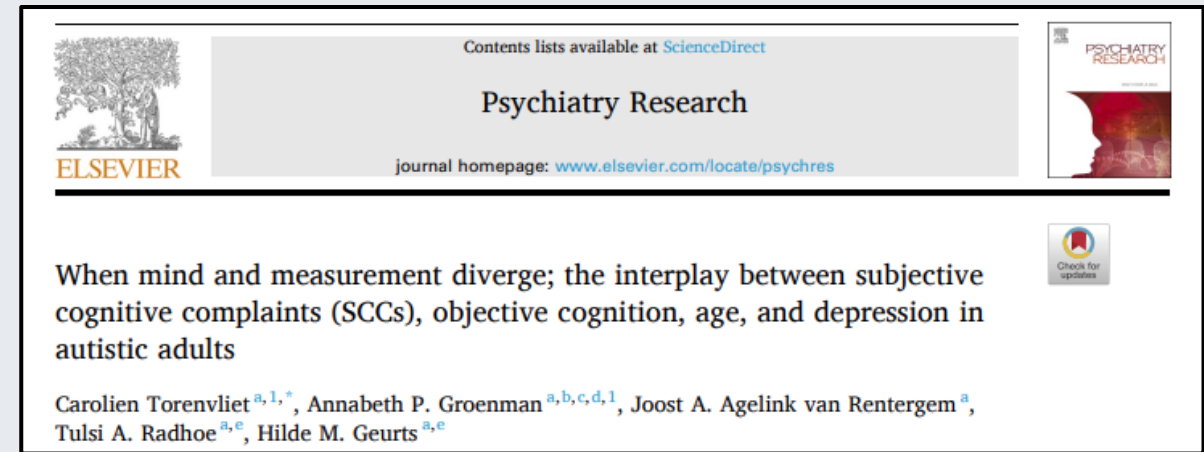 Contents lists available at ScienceDirect
Psychiatry Research
journal homepage: www.elsevier.com/locate/psychres
ELSEVIER
PSYCHIATRY
RESEARCH
Check for
updates
When mind and measurement diverge; the interplay between subjective
cognitive complaints (SCCs), objective cognition, age, and depression in
autistic adults
Carolien Torenvliet a,1,*, Annabeth P. Groenman a,b,c,d,1, Joost A. Agelink van Rentergem a,
Tulsi A. Radhoe a,e, Hilde M. Geurts a,e